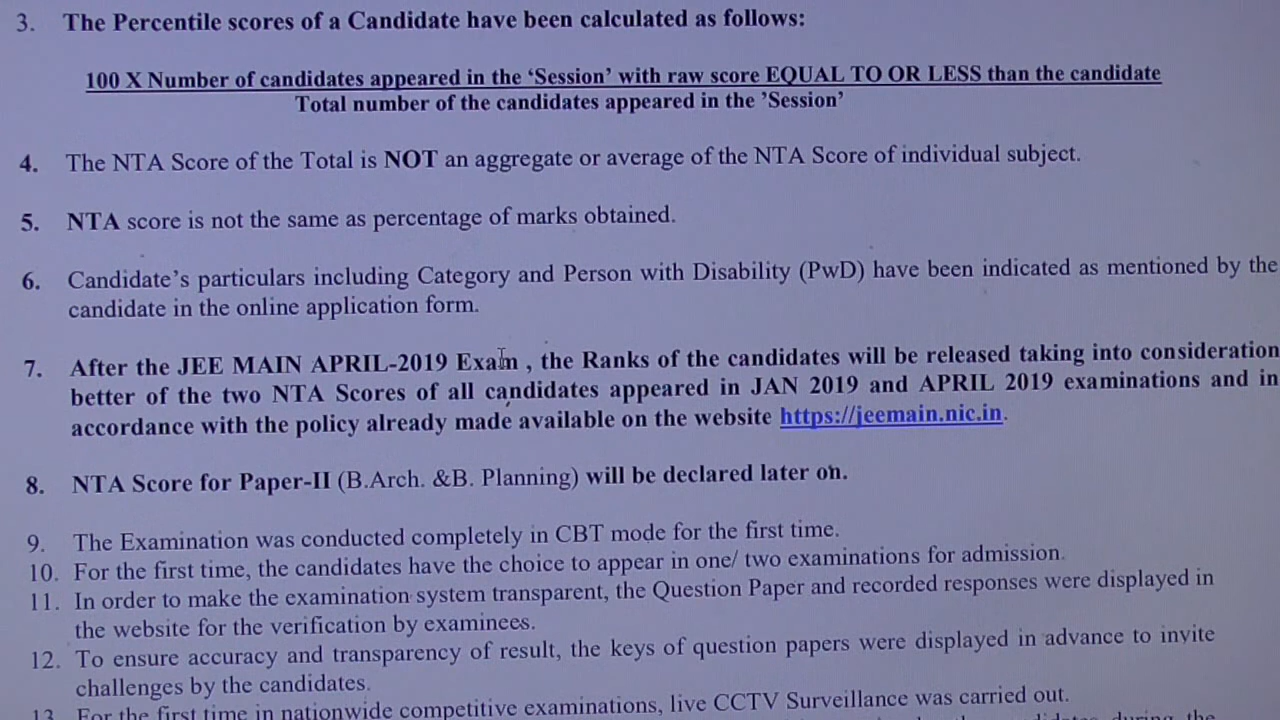 3. The Percentile scores of a Candidate have been calculated as follows:
100 X Number of candidates appeared in the ‘Session’ with raw score EQUAL TO OR LESS than the candidate
Total number of the candidates appeared in the ’Session’
4. The NTA Score of the Total is NOT an aggregate or average of the NTA Score of individual subject.
5. NTA score is not the same as percentage of marks obtained.
6. Candidate’s particulars including Category and Person with Disability (PwD) have been indicated as mentioned by the
candidate in the online application form.
7. After the JEE MAIN APRIL-2019 Exam , the Ranks of the candidates will be released taking into consideration
better of the two NTA Scores of all candidates appeared in JAN 2019 and APRIL 2019 examinations and in
accordance with the policy already made available on the website https://jeemain.nic.in.
8. NTA Score for Paper-II (B.Arch. &B. Planning) will be declared later on.
9. The Examination was conducted completely in CBT mode for the first time.
10. For the first time, the candidates have the choice to appear in one/ two examinations for admission.
11. In order to make the examination system transparent, the Question Paper and recorded responses were displayed in
the website for the verification by examinees.
12. To ensure accuracy and transparency of result, the keys of question papers were displayed in advance to invite
challenges by the candidates.
13. For the first time in nationwide competitive examinations, live CCTV Surveillance was carried out.
during the